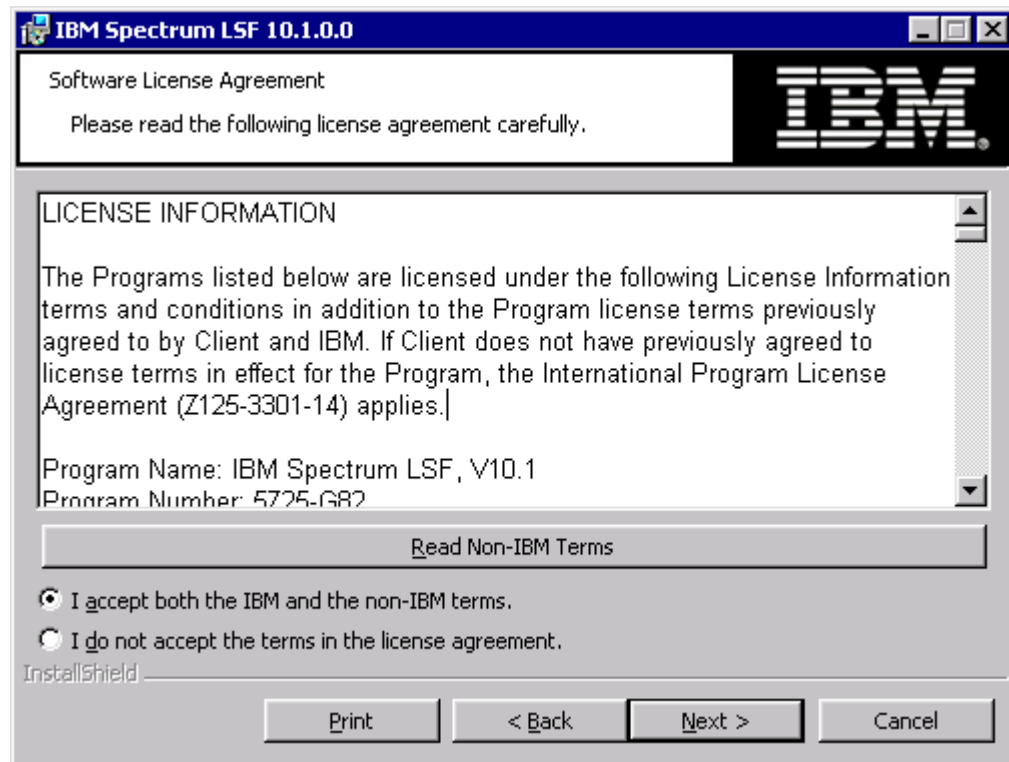 IBM Spectrum LSF 10.1.0.0
Software License Agreement
Please read the following license agreement carefully.
IBM
LICENSE INFORMATION
The Programs listed below are licensed under the following License Information
terms and conditions in addition to the Program license terms previously
agreed to by Client and IBM. If Client does not have previously agreed to
license terms in effect for the Program, the International Program License
Agreement (Z125-3301-14) applies.
Program Name: IBM Spectrum LSF, V10.1
Program Number: 5725-G82
Read Non-IBM Terms
I accept both the IBM and the non-IBM terms.
I do not accept the terms in the license agreement.
InstallShield
Print
< Back
Next >
Cancel